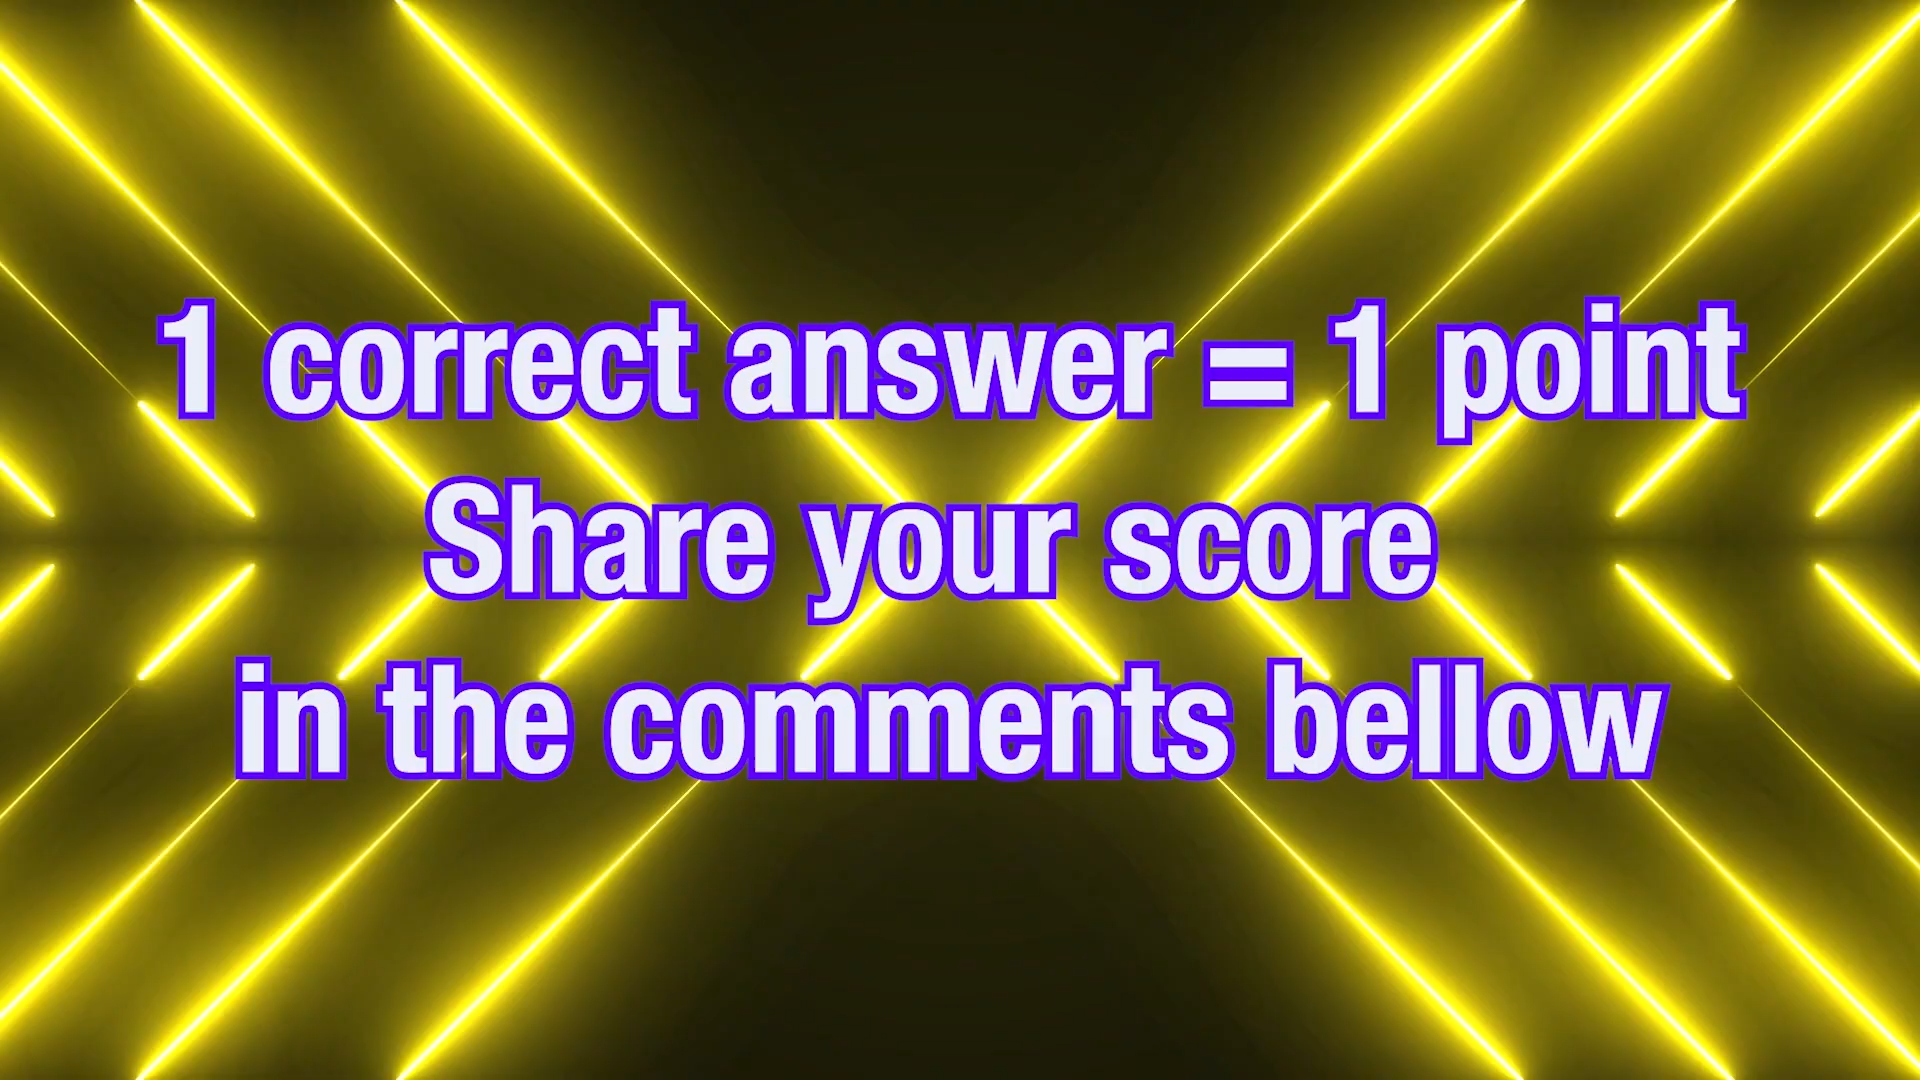 1 correct answer = 1 point
Share your score
in the comments bellow